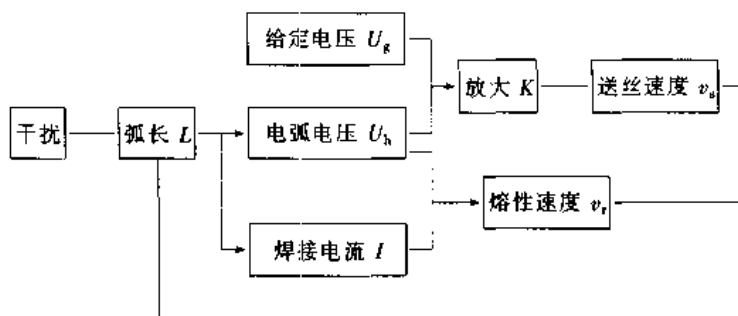 给定电压 U_g
放大 K
送丝速度 v_s
干扰
弧长 L
电弧电压 U_h
熔性速度 v_r
焊接电流 I